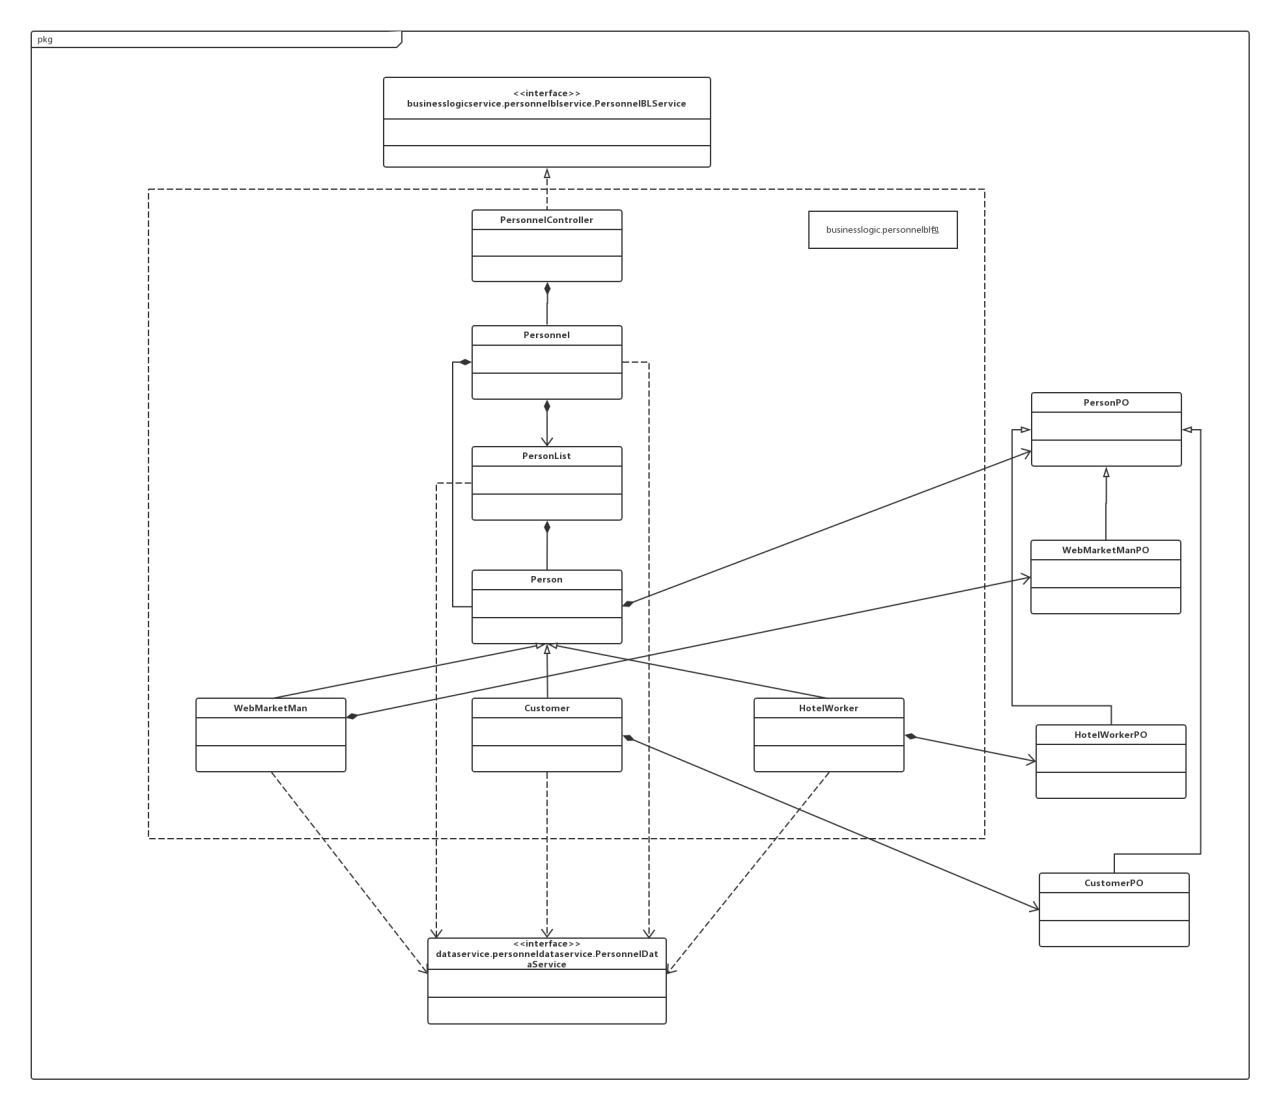 pkg
<<interface>>
businesslogicservice.personnelblservice.PersonnelBLService
PersonnelController
businesslogic.personnelbl包
Personnel
PersonPO
PersonList
WebMarketManPO
Person
WebMarketMan
Customer
HotelWorker
HotelWorkerPO
CustomerPO
<<interface>>
dataservice.personneldataservice.PersonnelDat
aService